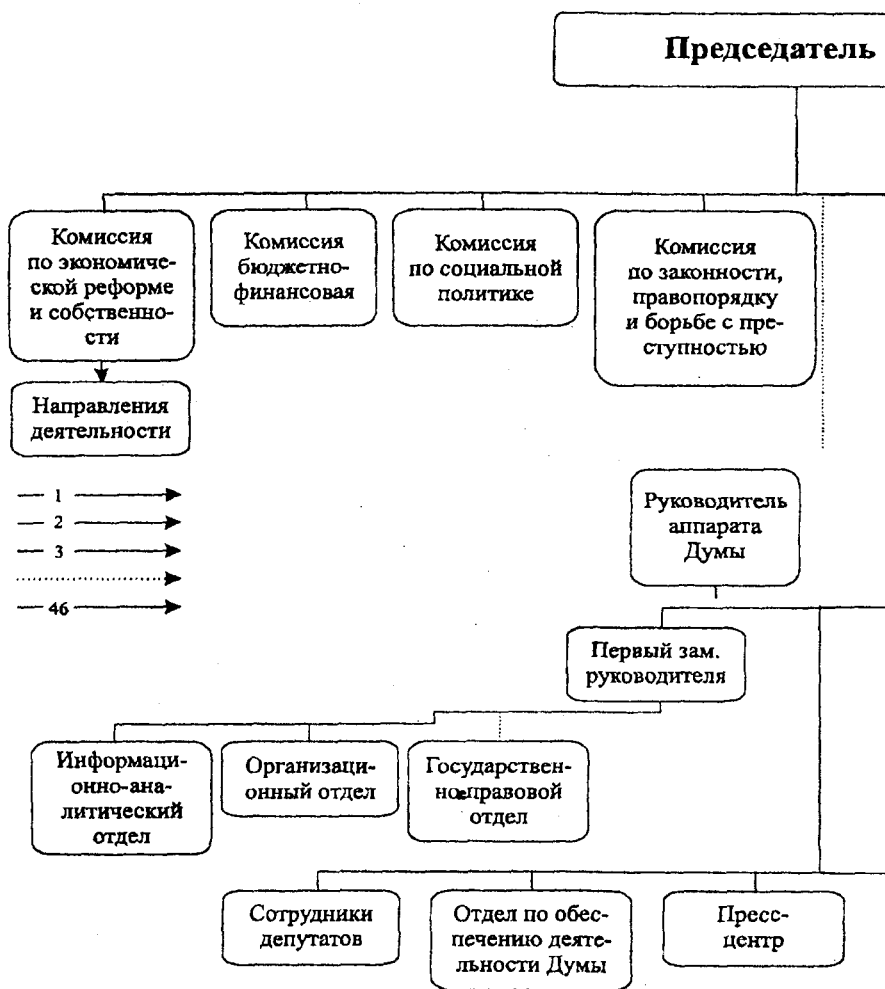 Председатель
Комиссия
по экономиче-
ской реформе
и собственно-
сти
Комиссия
бюджетно-
финансовая
Комиссия
по социальной
политике
Комиссия
по законности,
правопорядку
и борьбе с пре-
ступностью
Направления
деятельности
1
2
3
46
Руководитель
аппарата
Думы
Первый зам.
руководителя
Информаци-
онно-ана-
литический
отдел
Организаци-
онный отдел
Государствен-
но-правовой
отдел
Сотрудники
депутатов
Отдел по обес-
печению деяте-
льности Думы
Пресс-
центр